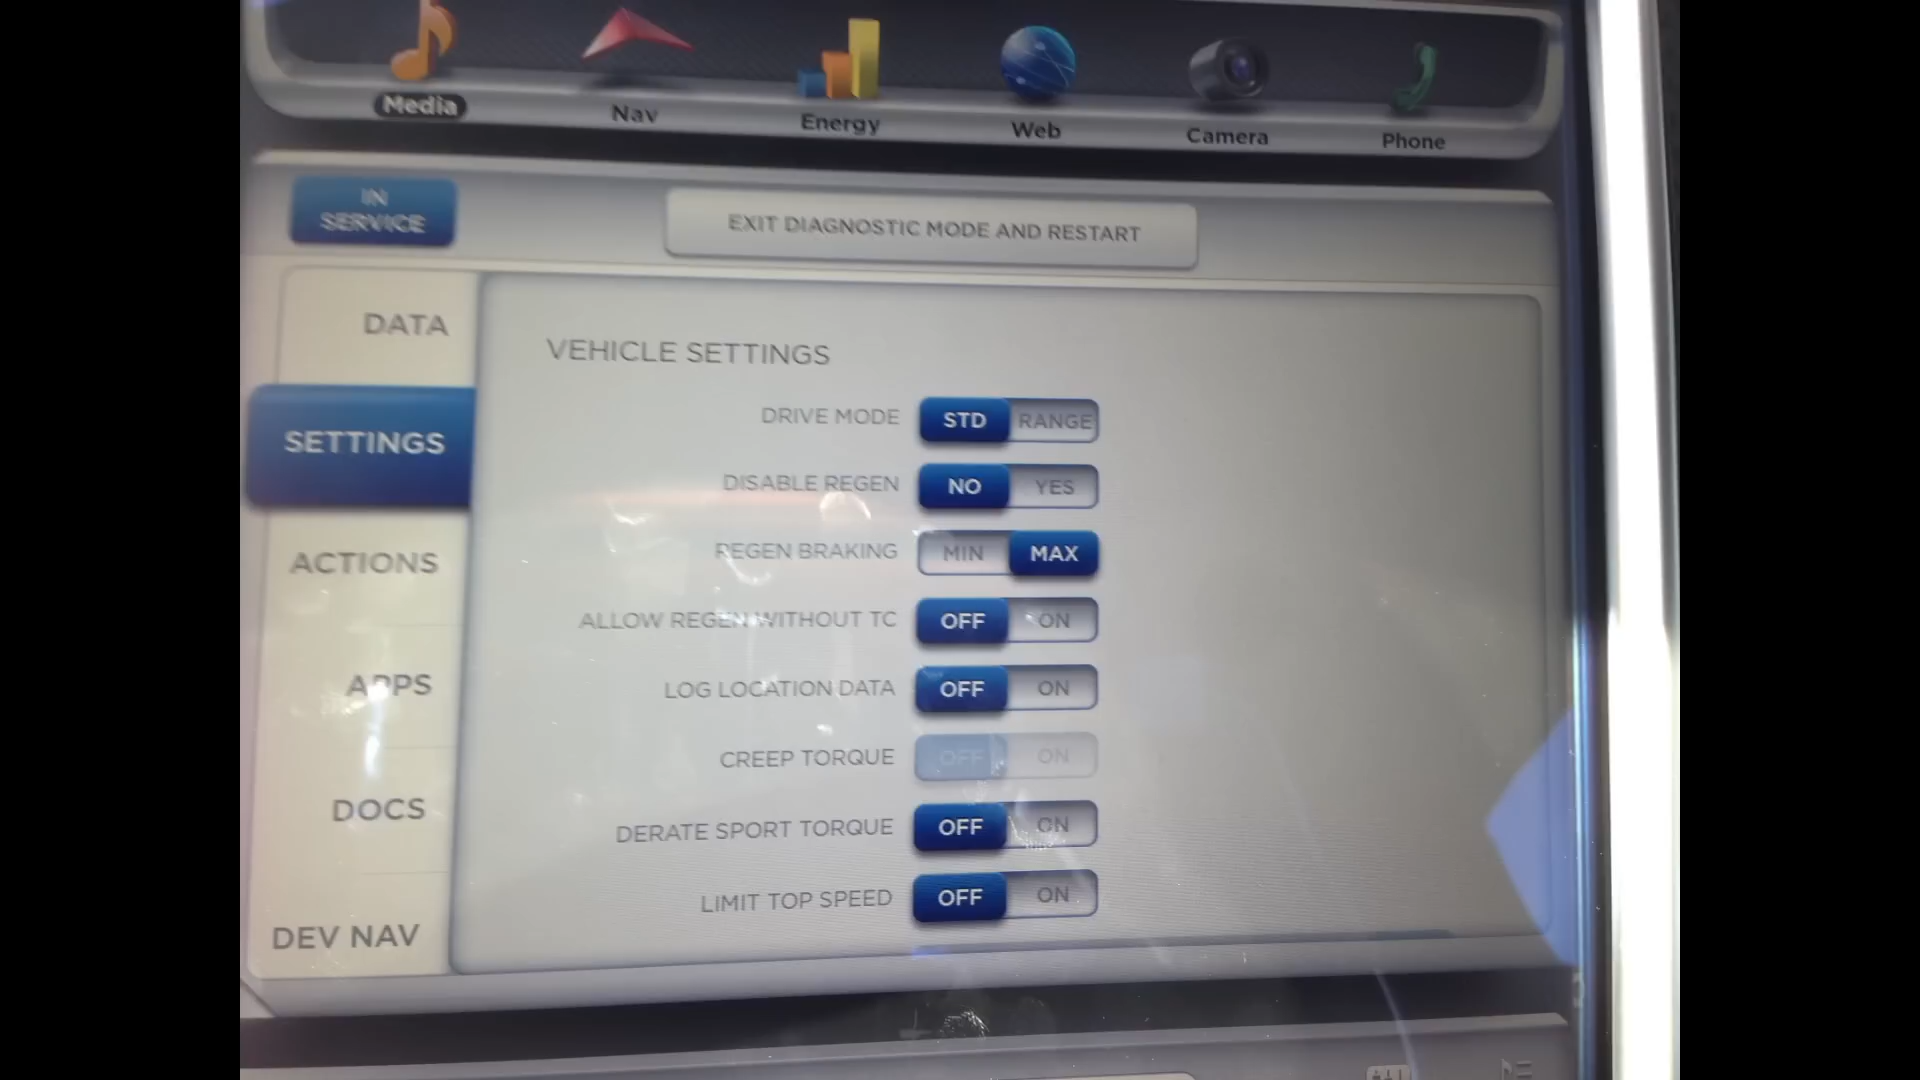 Media
Nav
Energy
Web
Camera
Phone
IN
SERVICE
EXIT DIAGNOSTIC MODE AND RESTART
DATA
SETTINGS
ACTIONS
APPS
DOCS
DEV NAV
VEHICLE SETTINGS
DRIVE MODE STD RANGE
DISABLE REGEN NO YES
REGEN BRAKING MIN MAX
ALLOW REGEN WITHOUT TC OFF ON
LOG LOCATION DATA OFF ON
CREEP TORQUE OFF ON
DERATE SPORT TORQUE OFF ON
LIMIT TOP SPEED OFF ON